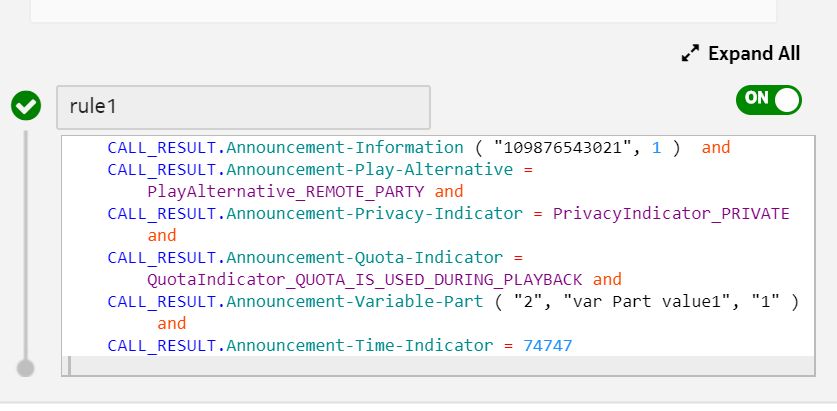 Expand All
rule1
ON
CALL_RESULT.Announcement-Information ( "109876543021", 1 )  and
CALL_RESULT.Announcement-Play-Alternative =
PlayAlternative_REMOTE_PARTY and
CALL_RESULT.Announcement-Privacy-Indicator = PrivacyIndicator_PRIVATE
and
CALL_RESULT.Announcement-Quota-Indicator =
QuotaIndicator_QUOTA_IS_USED_DURING_PLAYBACK and
CALL_RESULT.Announcement-Variable-Part ( "2", "var Part value1", "1" )
and
CALL_RESULT.Announcement-Time-Indicator = 74747